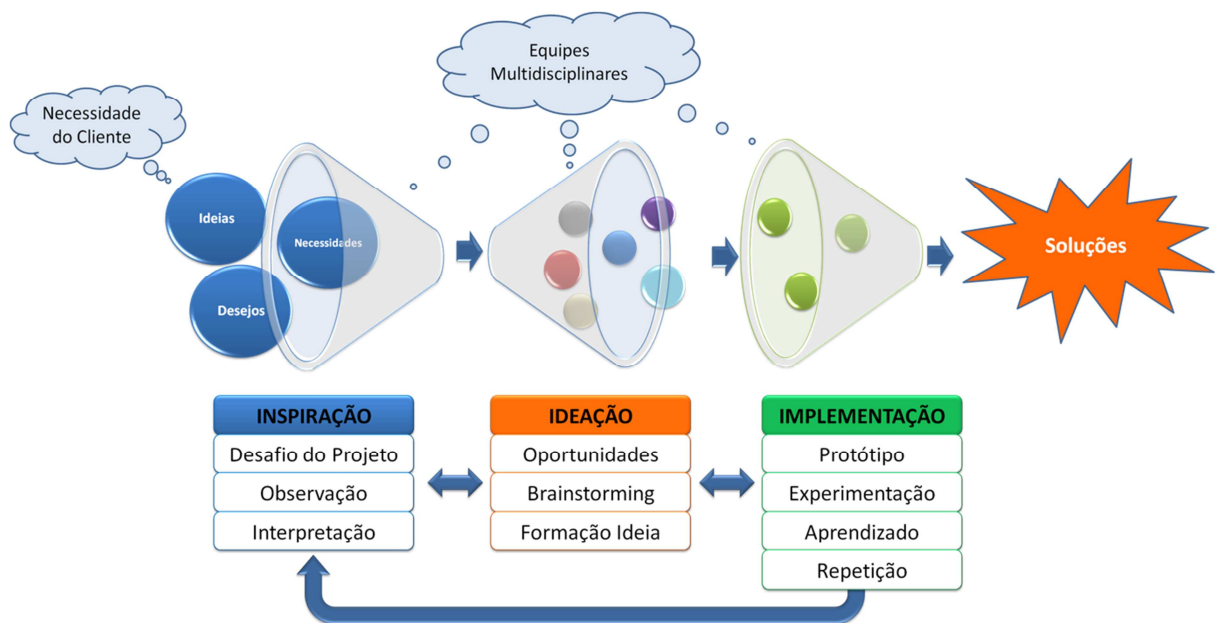 Equipes
Multidisciplinares
Necessidade
do Cliente
Ideias
Necessidades
Desejos
Soluções
INSPIRAÇÃO
Desafio do Projeto
Observação
Interpretação
IDEAÇÃO
Oportunidades
Brainstorming
Formação Ideia
IMPLEMENTAÇÃO
Protótipo
Experimentação
Aprendizado
Repetição